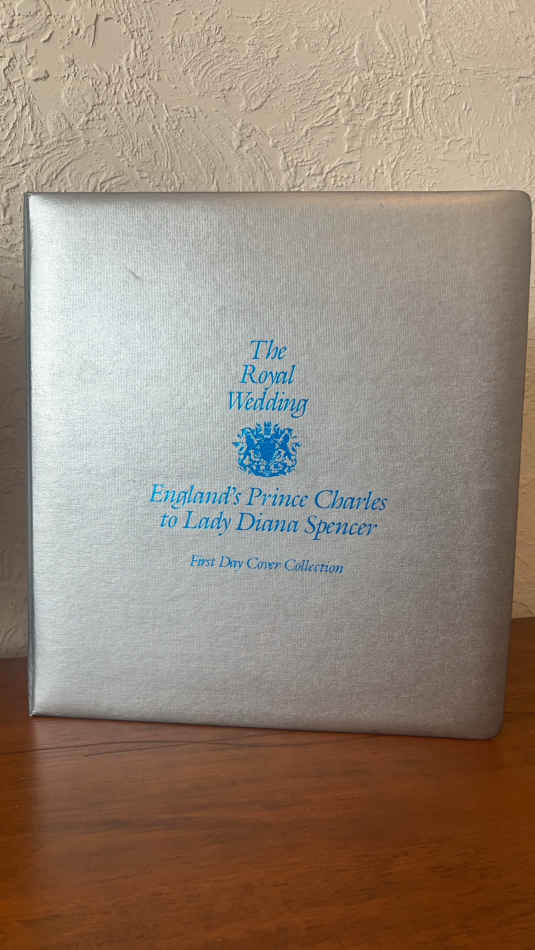 The
Royal
Wedding
England's Prince Charles
to Lady Diana Spencer
First Day Cover Collection